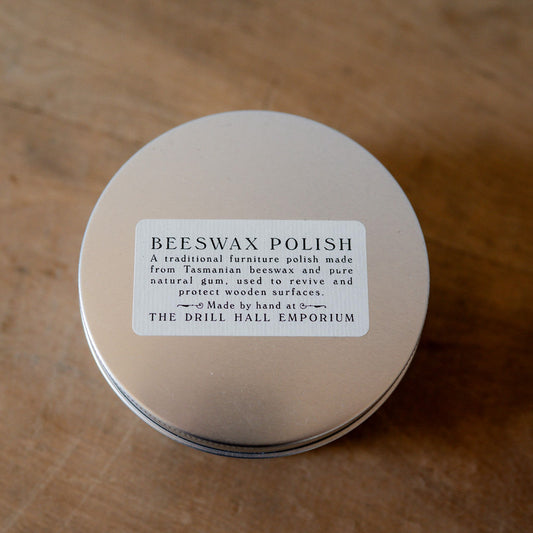 BEESWAX POLISH
A traditional furniture polish made
from Tasmanian beeswax and pure
natural gum, used to revive and
protect wooden surfaces.
Made by hand at
THE DRILL HALL EMPORIUM